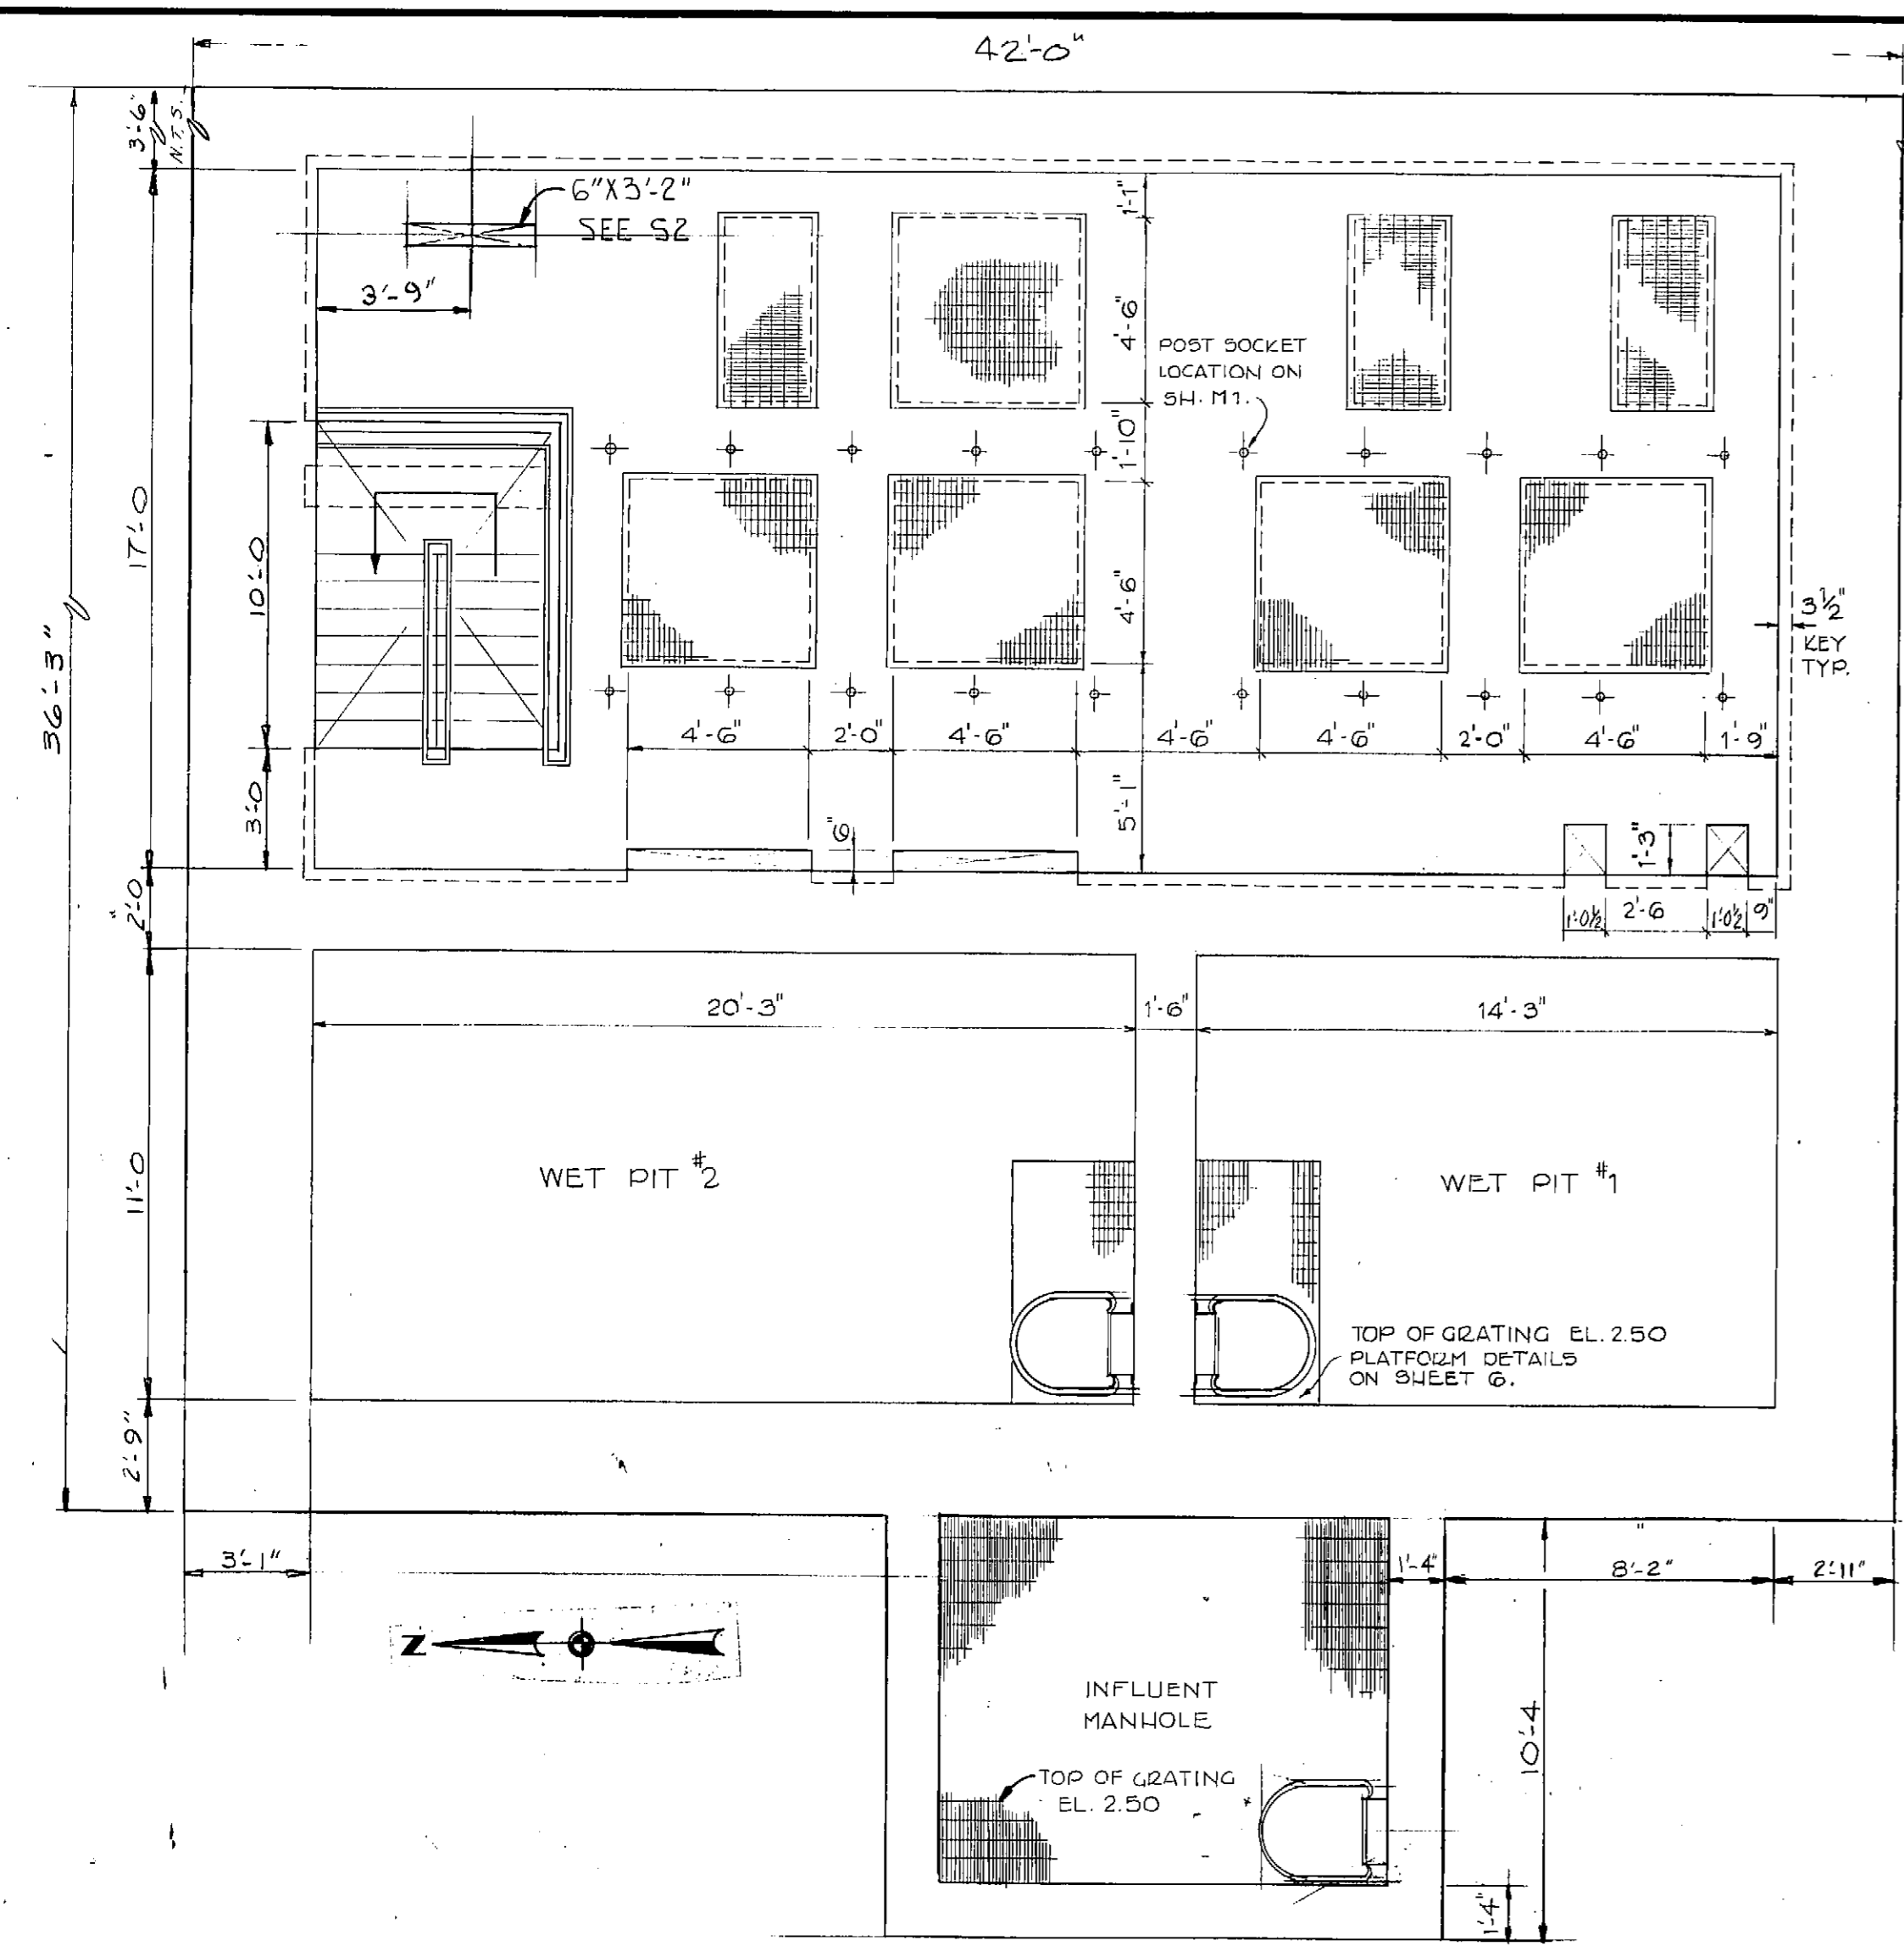 42'-0"
3'-6"
N.T.S.
6"X3'-2"
SEE S2
3'-9"
1'-1"
4'-6"
POST SOCKET
LOCATION ON
SH. M1.
1'-10"
17'-0
10'-0
4'-6"
3½"
KEY
TYP.
36'-3"
4'-6"
2'-0"
4'-6"
4'-6"
4'-6"
2'-0"
4'-6"
1'-9"
3'-0
6"
5'-1"
1'-3"
2'-0"
1'-0½
2'-6
1'-0½
9"
20'-3"
1'-6"
14'-3"
11'-0
WET PIT #2
WET PIT #1
TOP OF GRATING EL. 2.50
PLATFORM DETAILS
ON SHEET 6.
2'-9"
3'-1"
1'-4"
8'-2"
2'-11"
N
INFLUENT
MANHOLE
10'-4
TOP OF GRATING
EL. 2.50
1'-4"